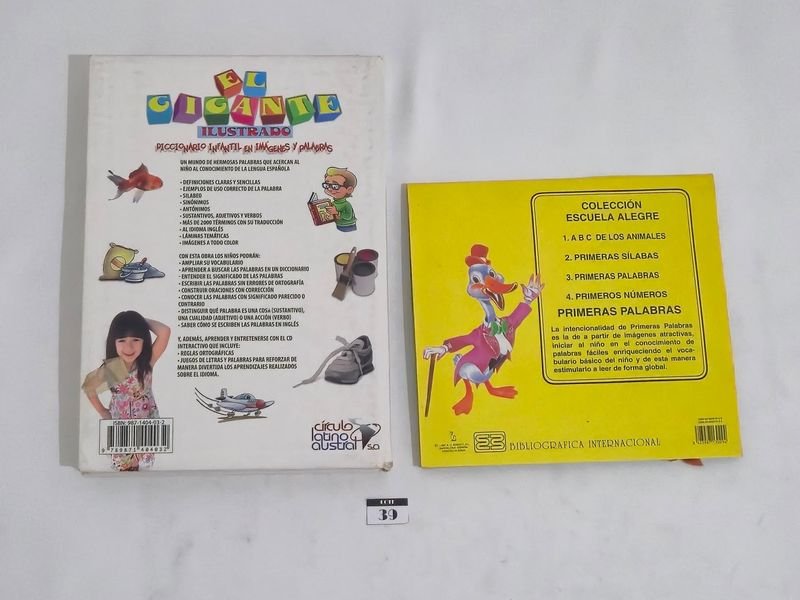 EL
GIGANTE
ILUSTRADO
DICCIONARIO INFANTIL EN IMÁGENES Y PALABRAS
UN MUNDO DE HERMOSAS PALABRAS QUE ACERCAN AL
NIÑO AL CONOCIMIENTO DE LA LENGUA ESPAÑOLA
• DEFINICIONES CLARAS Y SENCILLAS
• EJEMPLOS DE USO CORRECTO DE LA PALABRA
• SILABEO
• SINÓNIMOS
• ANTÓNIMOS
• SUSTANTIVOS, ADJETIVOS Y VERBOS
• MÁS DE 2000 TÉRMINOS CON SU TRADUCCIÓN
• AL IDIOMA INGLÉS
• LÁMINAS TEMÁTICAS
• IMÁGENES A TODO COLOR
CON ESTA OBRA LOS NIÑOS PODRÁN:
• AMPLIAR SU VOCABULARIO
• APRENDER A BUSCAR LAS PALABRAS EN UN DICCIONARIO
• ENTENDER EL SIGNIFICADO DE LAS PALABRAS
• ESCRIBIR LAS PALABRAS SIN ERRORES DE ORTOGRAFÍA
• CONSTRUIR ORACIONES CON CORRECCIÓN
• CONOCER LAS PALABRAS CON SIGNIFICADO PARECIDO O
CONTRARIO
• DISTINGUIR QUÉ PALABRA ES UNA COSa (SUSTANTIVO),
UNA CUALIDAD (ADJETIVO) O UNA ACCIÓN (VERBO)
• SABER CÓMO SE ESCRIBEN LAS PALABRAS EN INGLÉS
Y, ADEMÁS, APRENDER Y ENTRETENERSE CON EL CD
INTERACTIVO QUE INCLUYE:
• REGLAS ORTOGRÁFICAS
• JUEGOS DE LETRAS Y PALABRAS PARA REFORZAR DE
MANERA DIVERTIDA LOS APRENDIZAJES REALIZADOS
SOBRE EL IDIOMA.
ISBN: 987-1404-03-2
9 789871 404032
círculo
latino
austral s.a
COLECCIÓN
ESCUELA ALEGRE
1. A B C DE LOS ANIMALES
2. PRIMERAS SÍLABAS
3. PRIMERAS PALABRAS
4. PRIMEROS NÚMEROS
PRIMERAS PALABRAS
La intencionalidad de Primeras Palabras
es la de a partir de imágenes atractivas,
iniciar al niño en el conocimiento de
palabras fáciles enriqueciendo el voca-
bulario básico del niño y de esta manera
estimularlo a leer de forma global.
BIBLIOGRAFICA INTERNACIONAL
LOTE
39